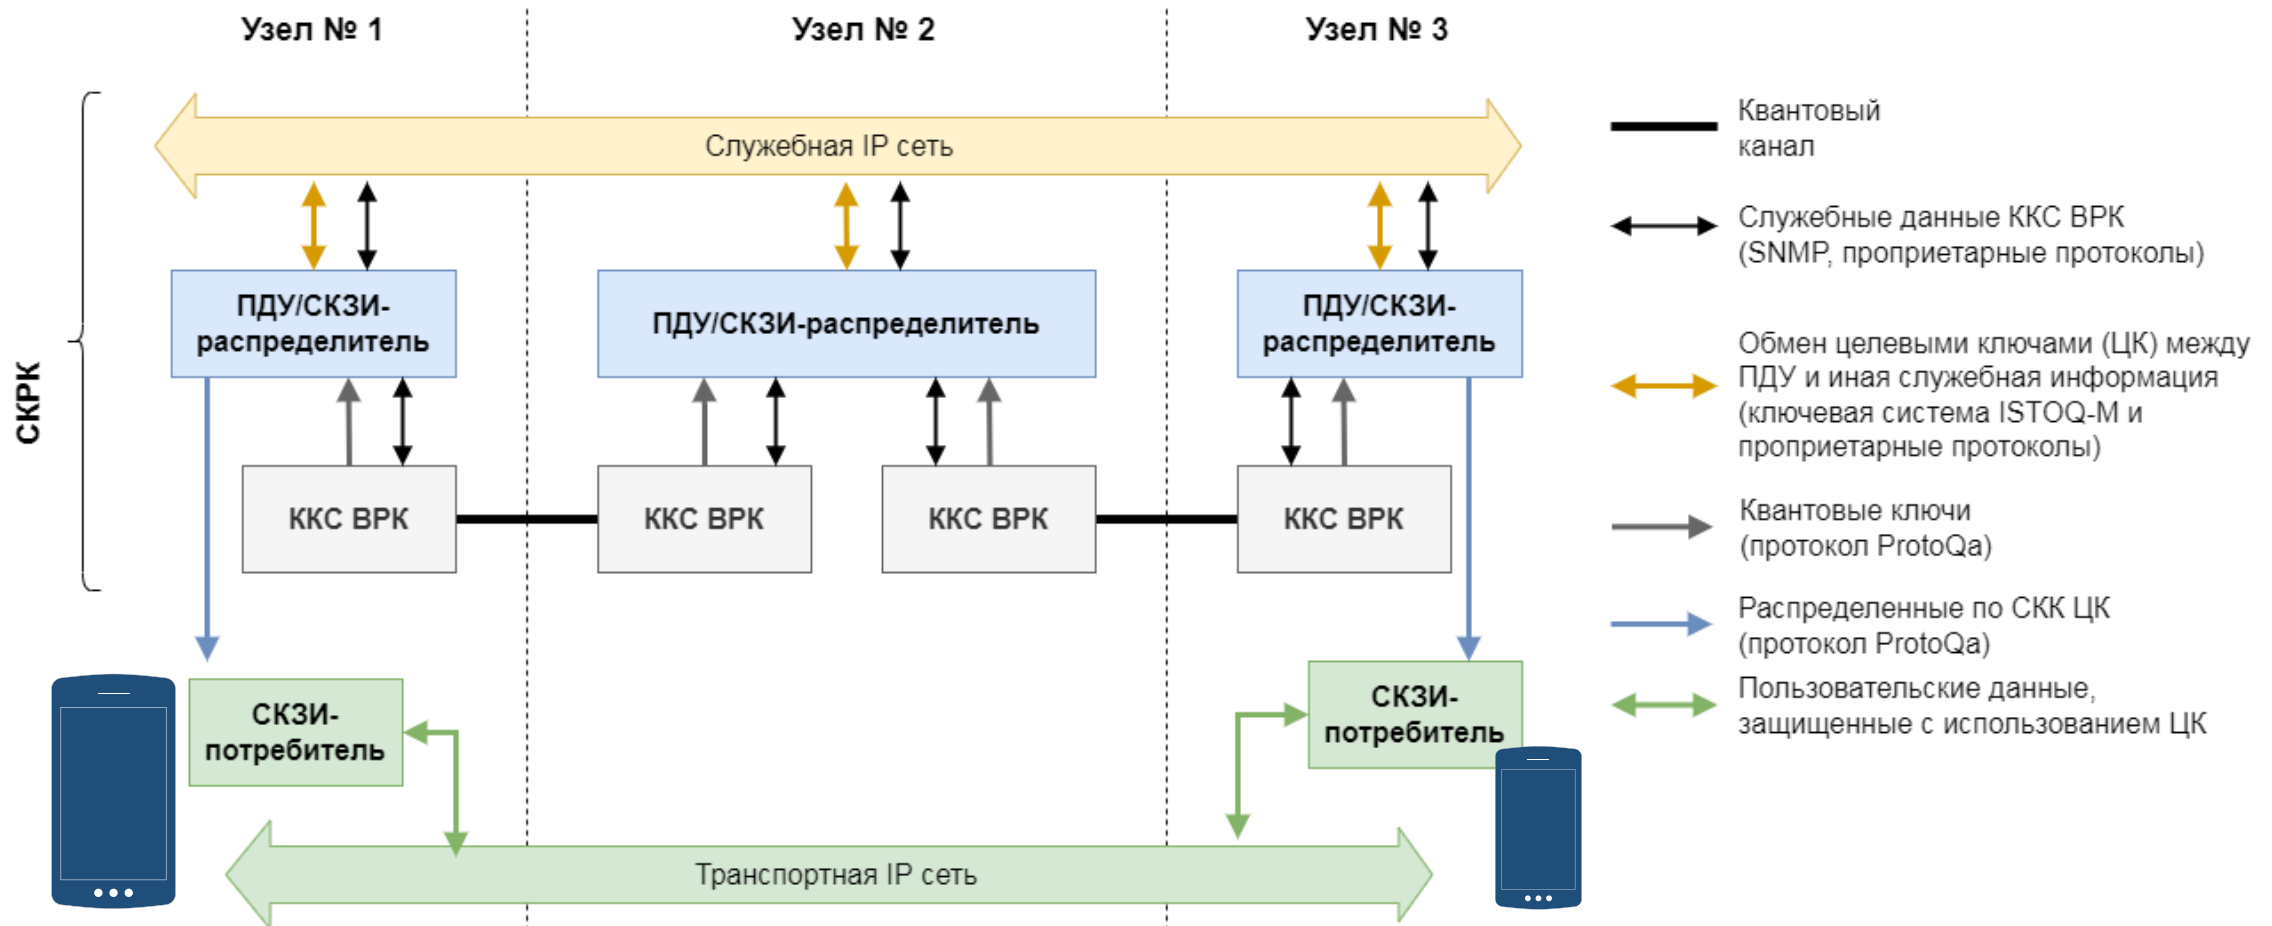 Узел № 1
Узел № 2
Узел № 3
Служебная IP сеть
СКРК
ПДУ/СКЗИ-
распределитель
ПДУ/СКЗИ-распределитель
ПДУ/СКЗИ-
распределитель
ККС ВРК
ККС ВРК
ККС ВРК
ККС ВРК
СКЗИ-
потребитель
СКЗИ-
потребитель
Транспортная IP сеть
Квантовый
канал
Служебные данные ККС ВРК
(SNMP, проприетарные протоколы)
Обмен целевыми ключами (ЦК) между
ПДУ и иная служебная информация
(ключевая система ISTOQ-M и
проприетарные протоколы)
Квантовые ключи
(протокол ProtoQa)
Распределенные по СКК ЦК
(протокол ProtoQa)
Пользовательские данные,
защищенные с использованием ЦК